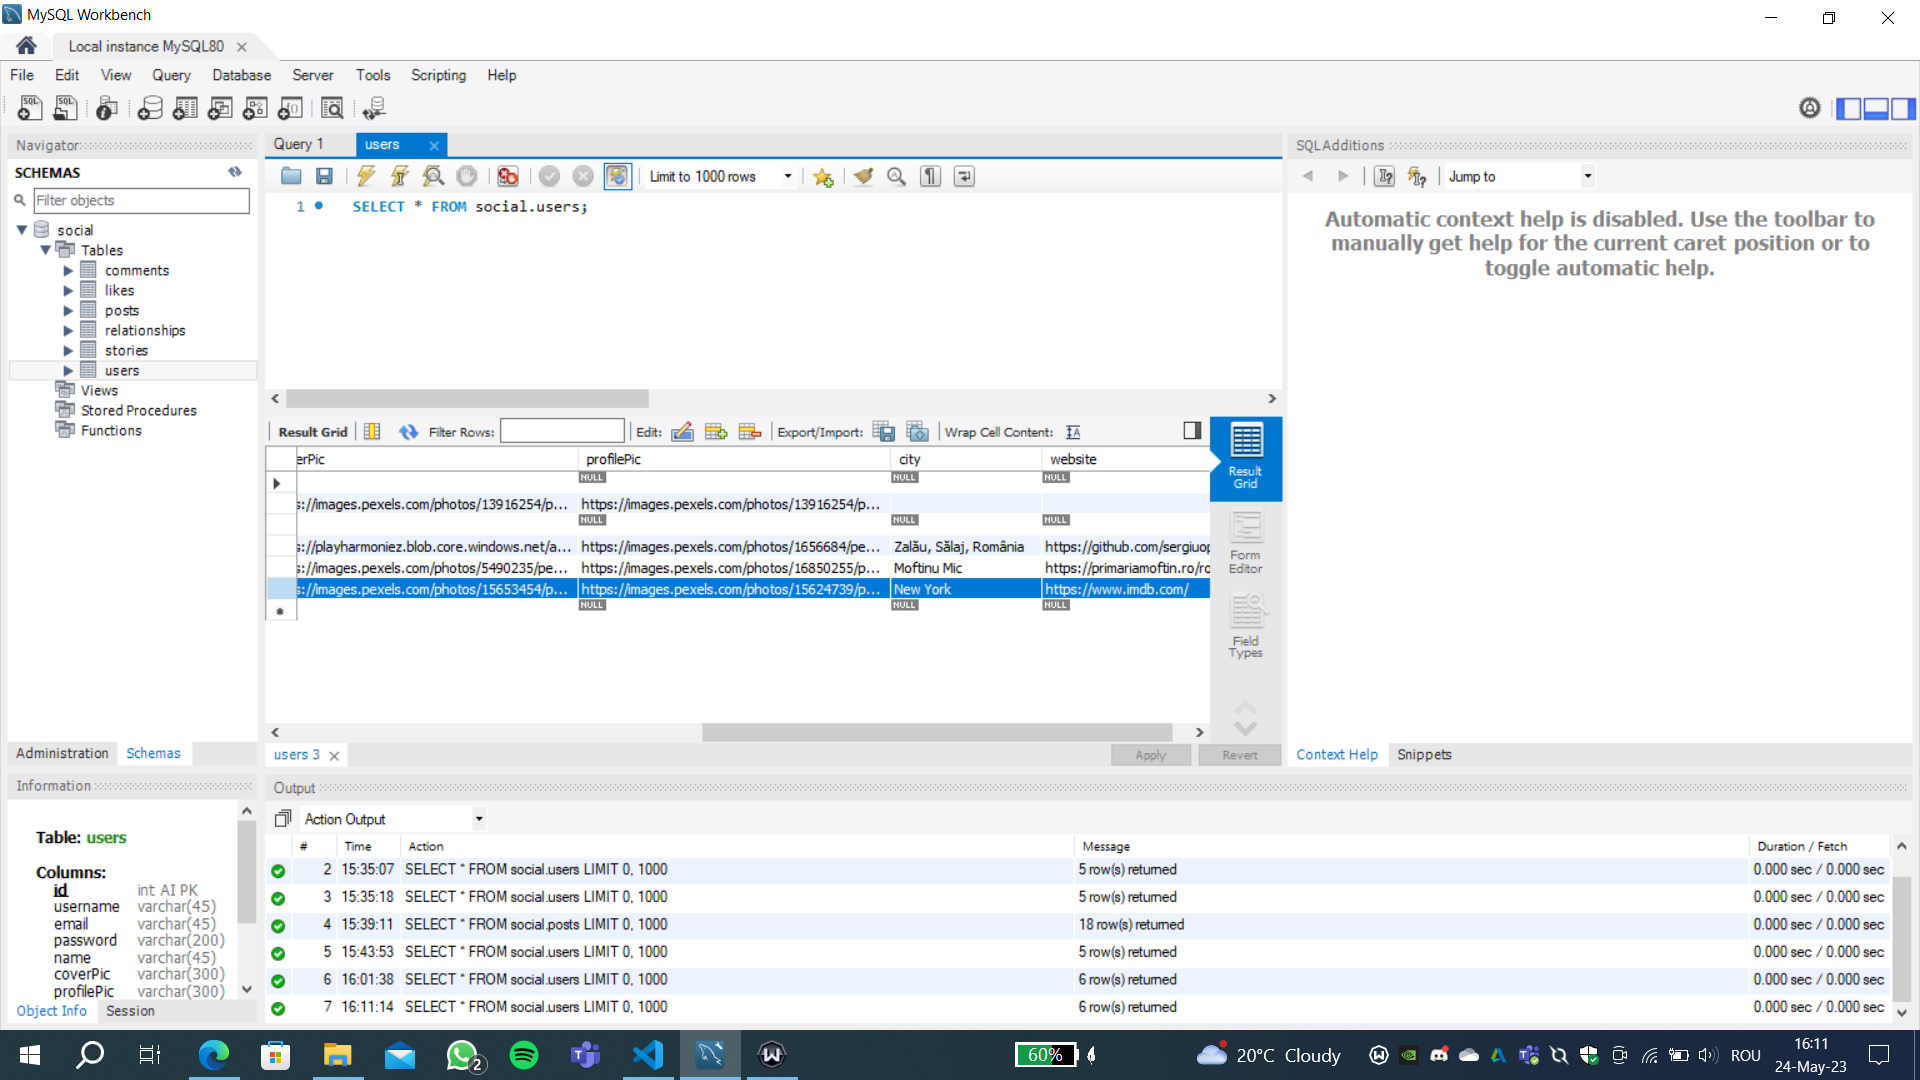 MySQL Workbench
Local instance MySQL80
File Edit View Query Database Server Tools Scripting Help
Navigator
SCHEMAS
Filter objects
social
Tables
comments
likes
posts
relationships
stories
users
Views
Stored Procedures
Functions
Administration Schemas
Information
Table: users
Columns:
id int AI PK
username varchar(45)
email varchar(45)
password varchar(200)
name varchar(45)
coverPic varchar(300)
profilePic varchar(300)
Object Info Session
Query 1 users
Limit to 1000 rows
1 SELECT * FROM social.users;
Result Grid Filter Rows: Edit: Export/Import: Wrap Cell Content:
erPic profilePic city website
NULL NULL NULL
s://images.pexels.com/photos/13916254/p... https://images.pexels.com/photos/13916254/p...
NULL NULL NULL
s://playharmoniez.blob.core.windows.net/a... https://images.pexels.com/photos/1656684/pe... Zalău, Sălaj, România https://github.com/sergiuop
s://images.pexels.com/photos/5490235/pe... https://images.pexels.com/photos/16850255/p... Moftinu Mic https://primariamoftin.ro/ro
s://images.pexels.com/photos/15653454/p... https://images.pexels.com/photos/15624739/p... New York https://www.imdb.com/
NULL NULL NULL
Result Grid
Form Editor
Field Types
users 3 Apply Revert
SQLAdditions
Jump to
Automatic context help is disabled. Use the toolbar to
manually get help for the current caret position or to
toggle automatic help.
Context Help Snippets
Output
Action Output
# Time Action Message Duration / Fetch
2 15:35:07 SELECT * FROM social.users LIMIT 0, 1000 5 row(s) returned 0.000 sec / 0.000 sec
3 15:35:18 SELECT * FROM social.users LIMIT 0, 1000 5 row(s) returned 0.000 sec / 0.000 sec
4 15:39:11 SELECT * FROM social.posts LIMIT 0, 1000 18 row(s) returned 0.000 sec / 0.000 sec
5 15:43:53 SELECT * FROM social.users LIMIT 0, 1000 5 row(s) returned 0.000 sec / 0.000 sec
6 16:01:38 SELECT * FROM social.users LIMIT 0, 1000 6 row(s) returned 0.000 sec / 0.000 sec
7 16:11:14 SELECT * FROM social.users LIMIT 0, 1000 6 row(s) returned 0.000 sec / 0.000 sec
2
60%
20°C Cloudy
ROU
16:11
24-May-23